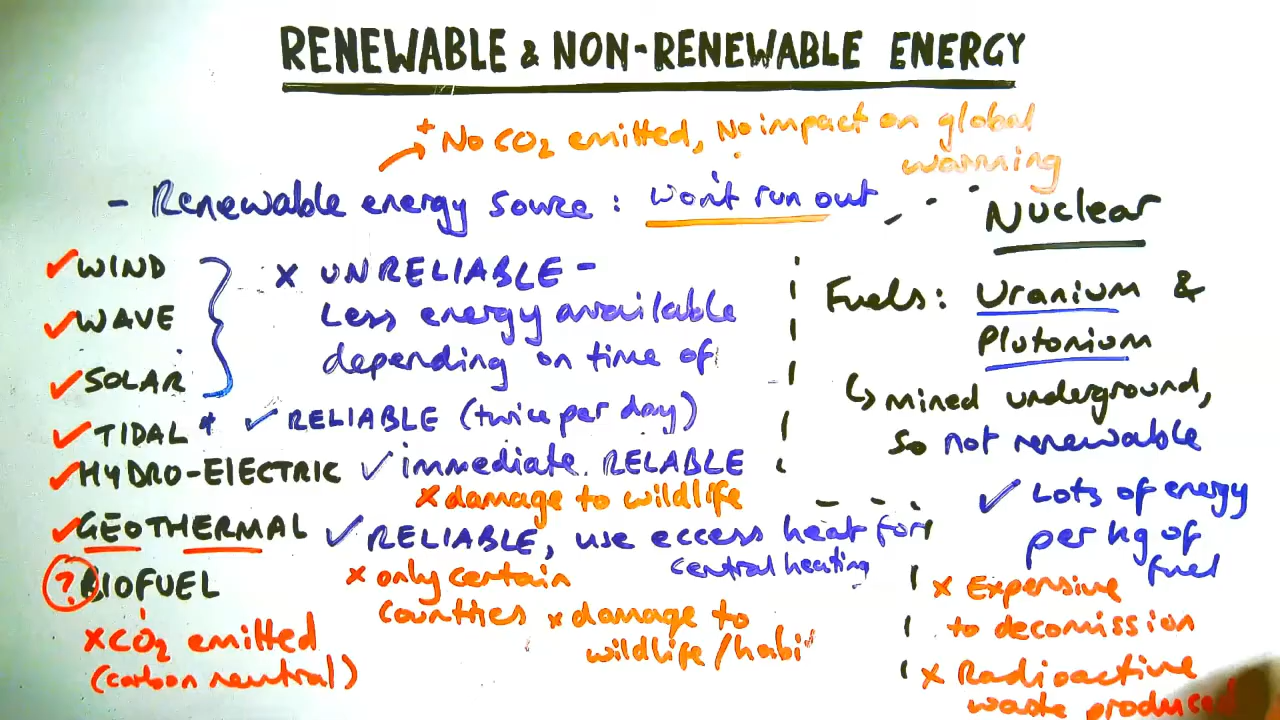 RENEWABLE & NON-RENEWABLE ENERGY
+ No CO2 emitted, No impact on global
warming
- Renewable energy source : won't run out
✓ WIND
✓ WAVE
✓ SOLAR
x UNRELIABLE -
Less energy available
depending on time of
✓ TIDAL * ✓ RELIABLE (twice per day)
✓ HYDRO-ELECTRIC ✓ immediate. RELABLE
x damage to wildlife
✓ GEOTHERMAL ✓ RELIABLE, use eccess heat for
central heating
x only certain
countties x damage to
wildlife/habi
? BIOFUEL
x CO2 emitted
(carbon neutral)
Nuclear
Fuels: Uranium &
Plutonium
↳ mined underground,
so not renewable
✓ Lots of energy
per kg of
fuel
x Expensive
to decomission
x Radioactive
waste produced